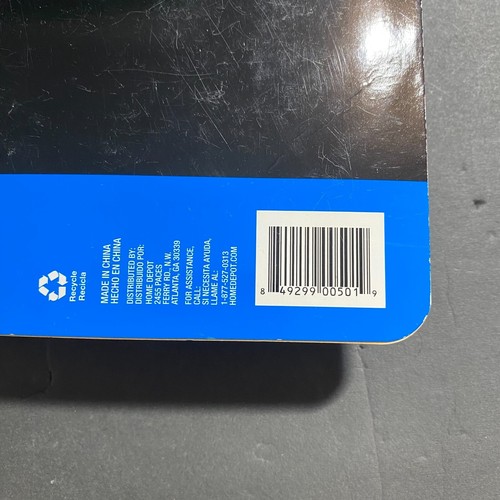 Recycle
Recicla
MADE IN CHINA
HECHO EN CHINA
DISTRIBUTED BY:
DISTRIBUIDO POR:
HOME DEPOT
2455 PACES
FERRY RD., N.W.
ATLANTA, GA 30339
FOR ASSISTANCE,
CALL:
SI NECESITA AYUDA,
LLAME AL:
1-877-527-0313
HOMEDEPOT.COM
8 49299 00501 9